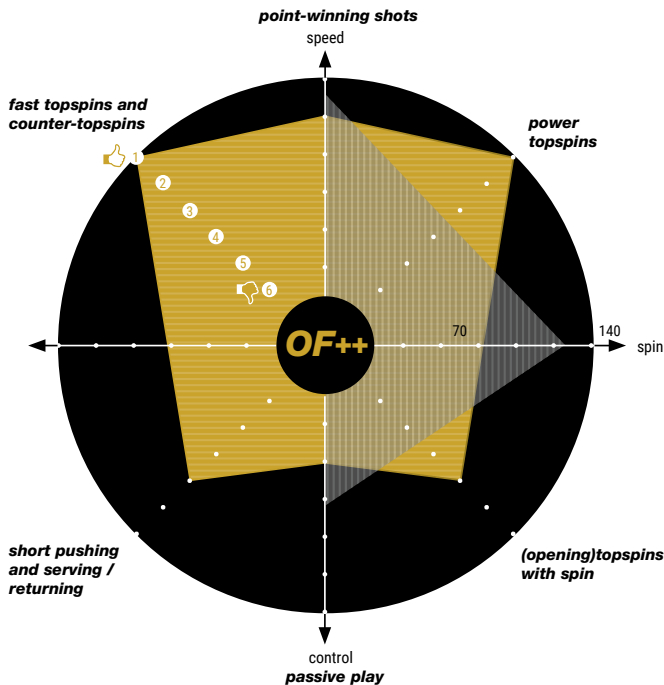 point-winning shots
speed
fast topspins and
counter-topspins
power
topspins
1
2
3
4
5
6
OF++
70
140
spin
short pushing
and serving /
returning
(opening)topspins
with spin
control
passive play